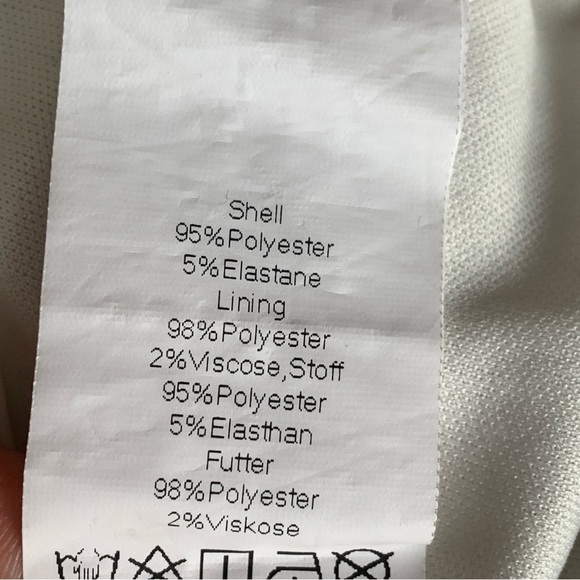 Shell
95%Polyester
5%Elastane
Lining
98%Polyester
2%Viscose,Stoff
95%Polyester
5%Elasthan
Futter
98%Polyester
2%Viskose